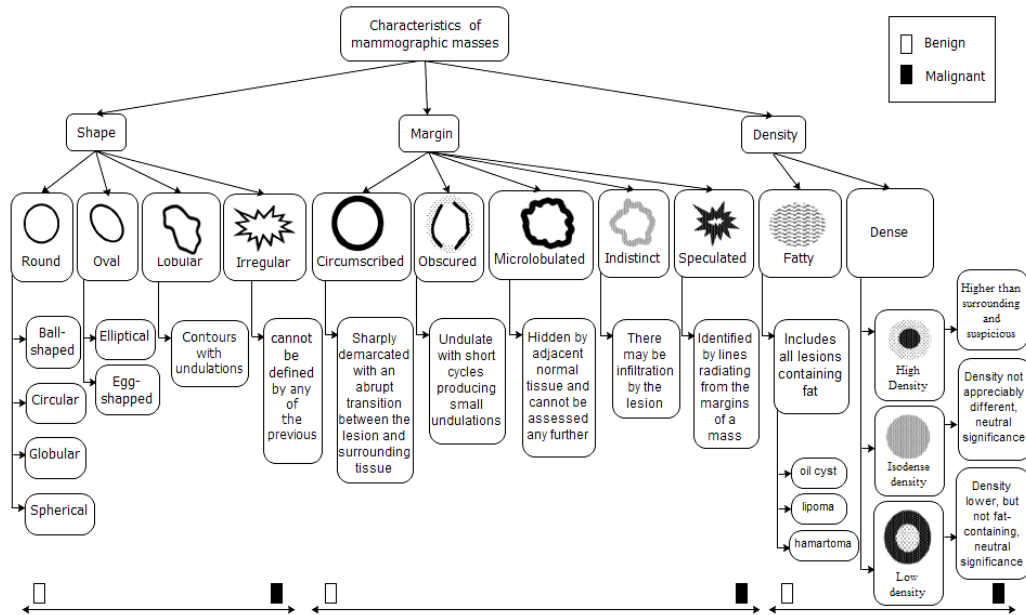 Characteristics of
mammographic masses
Benign
Malignant
Shape
Margin
Density
Round
Oval
Lobular
Irregular
Circumscribed
Obscured
Microlobulated
Indistinct
Speculated
Fatty
Dense
Ball-
shaped
Circular
Globular
Spherical
Elliptical
Egg-
shapped
Contours
with
undulations
cannot
be
defined
by any
of
the
previous
Sharply
demarcated
with an
abrupt
transition
between the
lesion and
surrounding
tissue
Undulate
with short
cycles
producing
small
undulations
Hidden by
adjacent
normal
tissue and
cannot be
assessed
any further
There
may be
infiltration
by the
lesion
Identified
by lines
radiating
from the
margins
of a
mass
Includes
all lesions
containing
fat
oil cyst
lipoma
hamartoma
High
Density
Isodense
density
Low
density
Higher than
surrounding
and
suspicious
Density not
appreciably
different,
neutral
significance
Density
lower, but
not fat-
containing,
neutral
significance